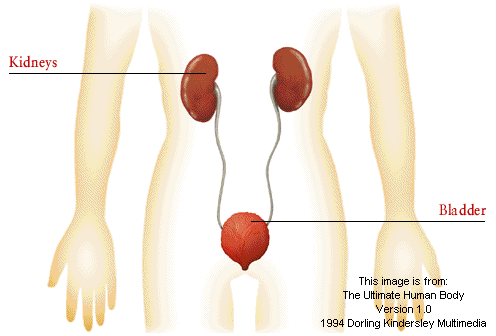 Kidneys
Bladder
This image is from:
The Ultimate Human Body
Version 1.0
1994 Dorling Kindersley Multimedia